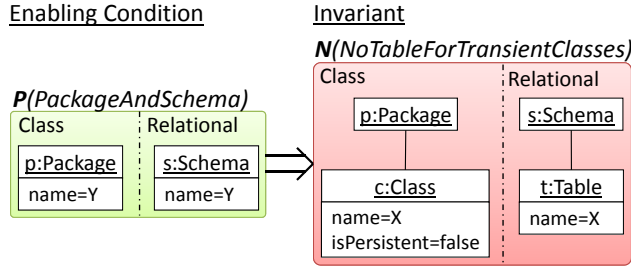 Enabling Condition
Invariant
N(NoTableForTransientClasses)
Class
Relational
p:Package
s:Schema
c:Class
name=X
isPersistent=false
t:Table
name=X
P(PackageAndSchema)
Class
Relational
p:Package
name=Y
s:Schema
name=Y